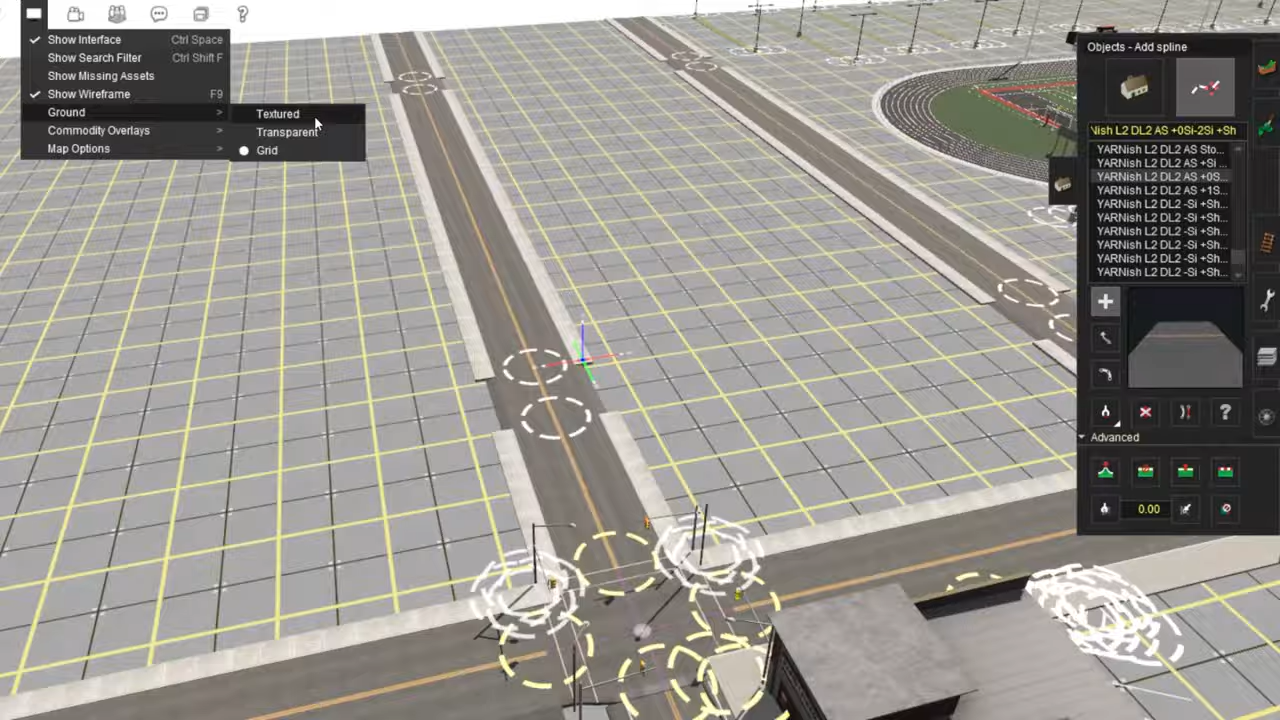 Show Interface Ctrl Space
Show Search Filter Ctrl Shift F
Show Missing Assets
Show Wireframe F9
Ground >
Commodity Overlays >
Map Options >
Textured
Transparent
Grid
Objects - Add spline
Nish L2 DL2 AS +0Si-2Si +Sh
YARNish L2 DL2 AS Sto...
YARNish L2 DL2 AS +Si ...
YARNish L2 DL2 AS +0S...
YARNish L2 DL2 AS +1S...
YARNish L2 DL2 -Si +Sh...
YARNish L2 DL2 -Si +Sh...
YARNish L2 DL2 -Si +Sh...
YARNish L2 DL2 -Si +Sh...
YARNish L2 DL2 -Si +Sh...
YARNish L2 DL2 -Si +Sh...
Advanced
0.00